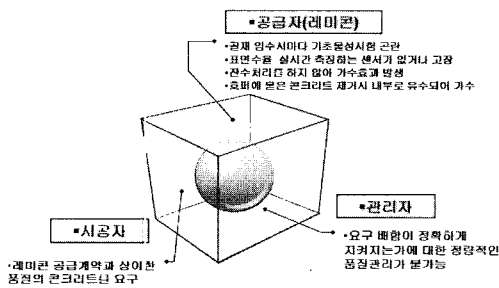 ▪공급자(레미콘)
•골재 입수시마다 기초물성시험 곤란
•표면수율 실시간 측정하는 센서가 없거나 고장
•잔수처리를 하지 않아 가수효과 발생
•호퍼에 묻은 콘크리트 제거시 내부로 유수되어 가수
▪관리자
•요구 배합이 정확하게
지켜지는가에 대한 정량적인
품질관리가 불가능
▪시공자
•레미콘 공급계약과 상이한
품질의 콘크리트 요구